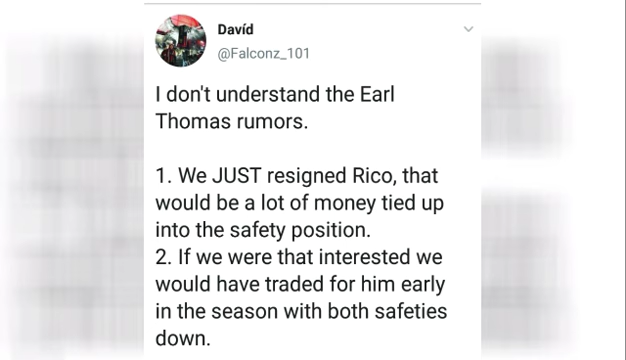 Davíd
@Falconz_101
I don't understand the Earl
Thomas rumors.
1. We JUST resigned Rico, that
would be a lot of money tied up
into the safety position.
2. If we were that interested we
would have traded for him early
in the season with both safeties
down.